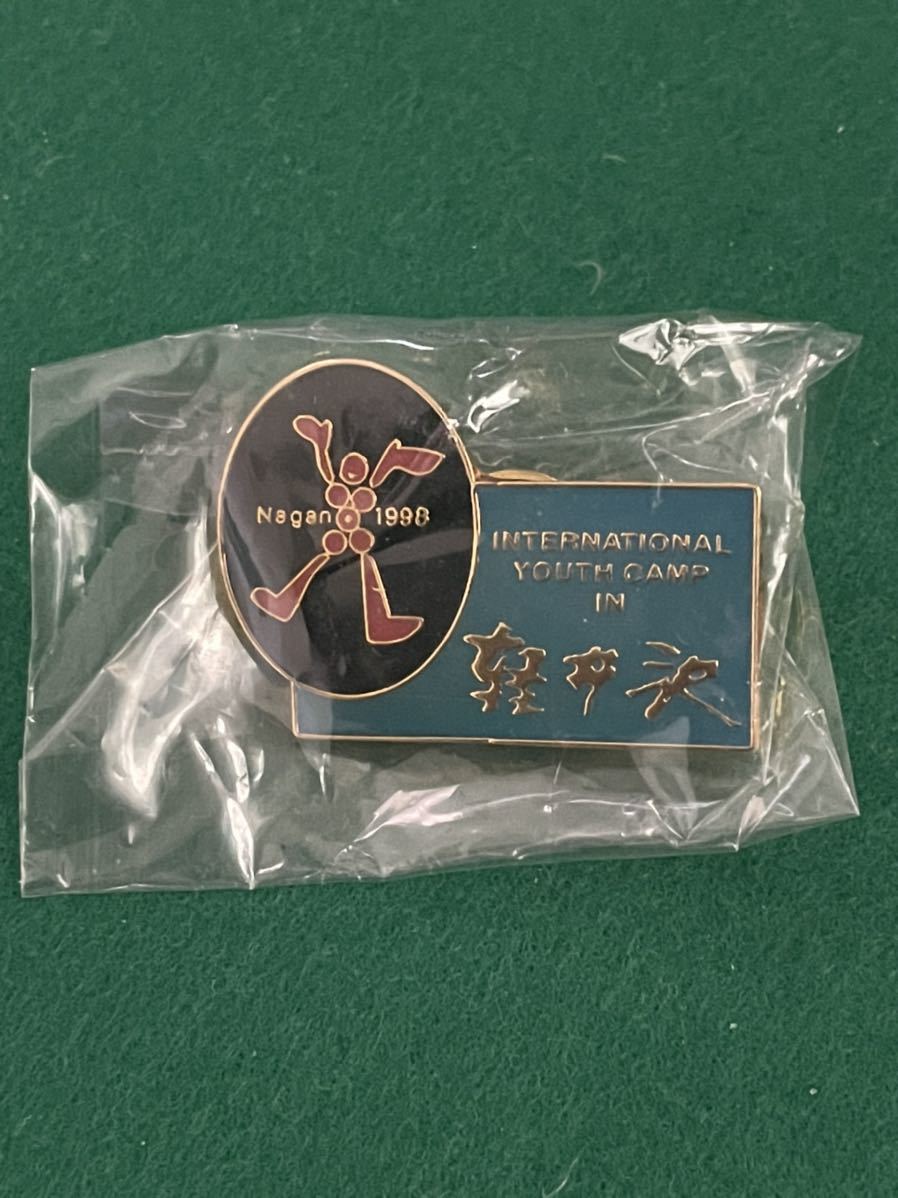 Nagano 1998
INTERNATIONAL
YOUTH CAMP
IN
軽井沢